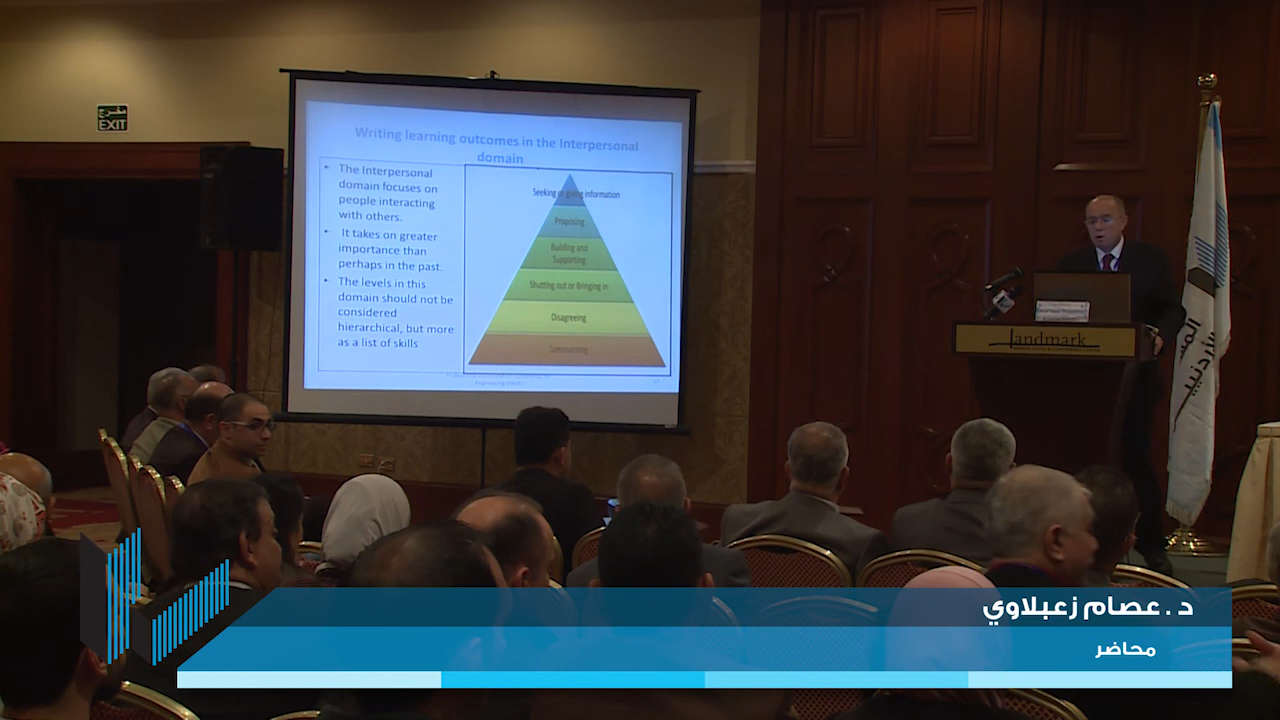 مخرج
EXIT
Writing learning outcomes in the Interpersonal
domain
• The Interpersonal
domain focuses on
people interacting
with others.
• It takes on greater
importance than
perhaps in the past.
• The levels in this
domain should not be
considered
hierarchical, but more
as a list of skills
Seeking or giving information
Proposing
Building and
Supporting
Shutting out or Bringing in
Disagreeing
Summarising
landmark
د. عصام زعبلاوي
محاضر